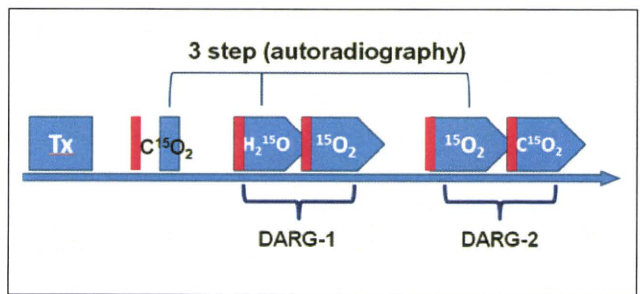 3 step (autoradiography)
Tx C¹⁵O₂ H₂¹⁵O ¹⁵O₂ ¹⁵O₂ C¹⁵O₂
DARG-1 DARG-2